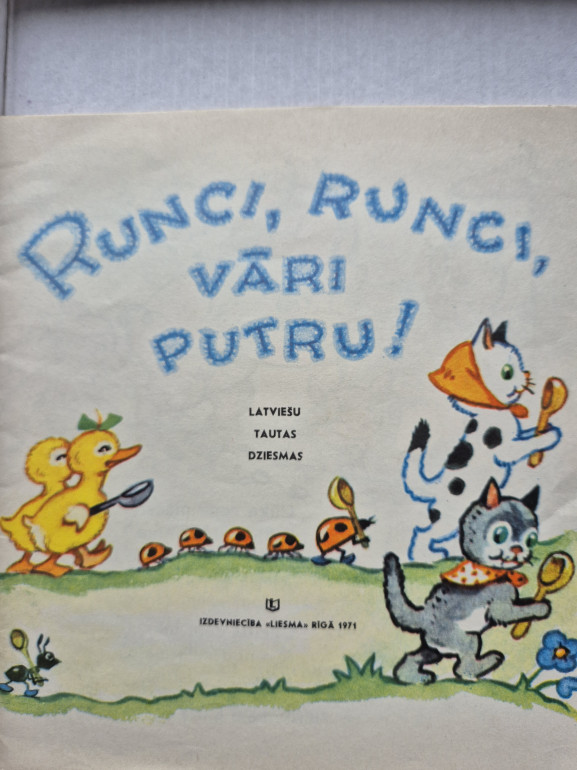 RUNCI, RUNCI,
VĀRI
PUTRU!
LATVIEŠU
TAUTAS
DZIESMAS
IZDEVNIECĪBA «LIESMA» RĪGĀ 1971